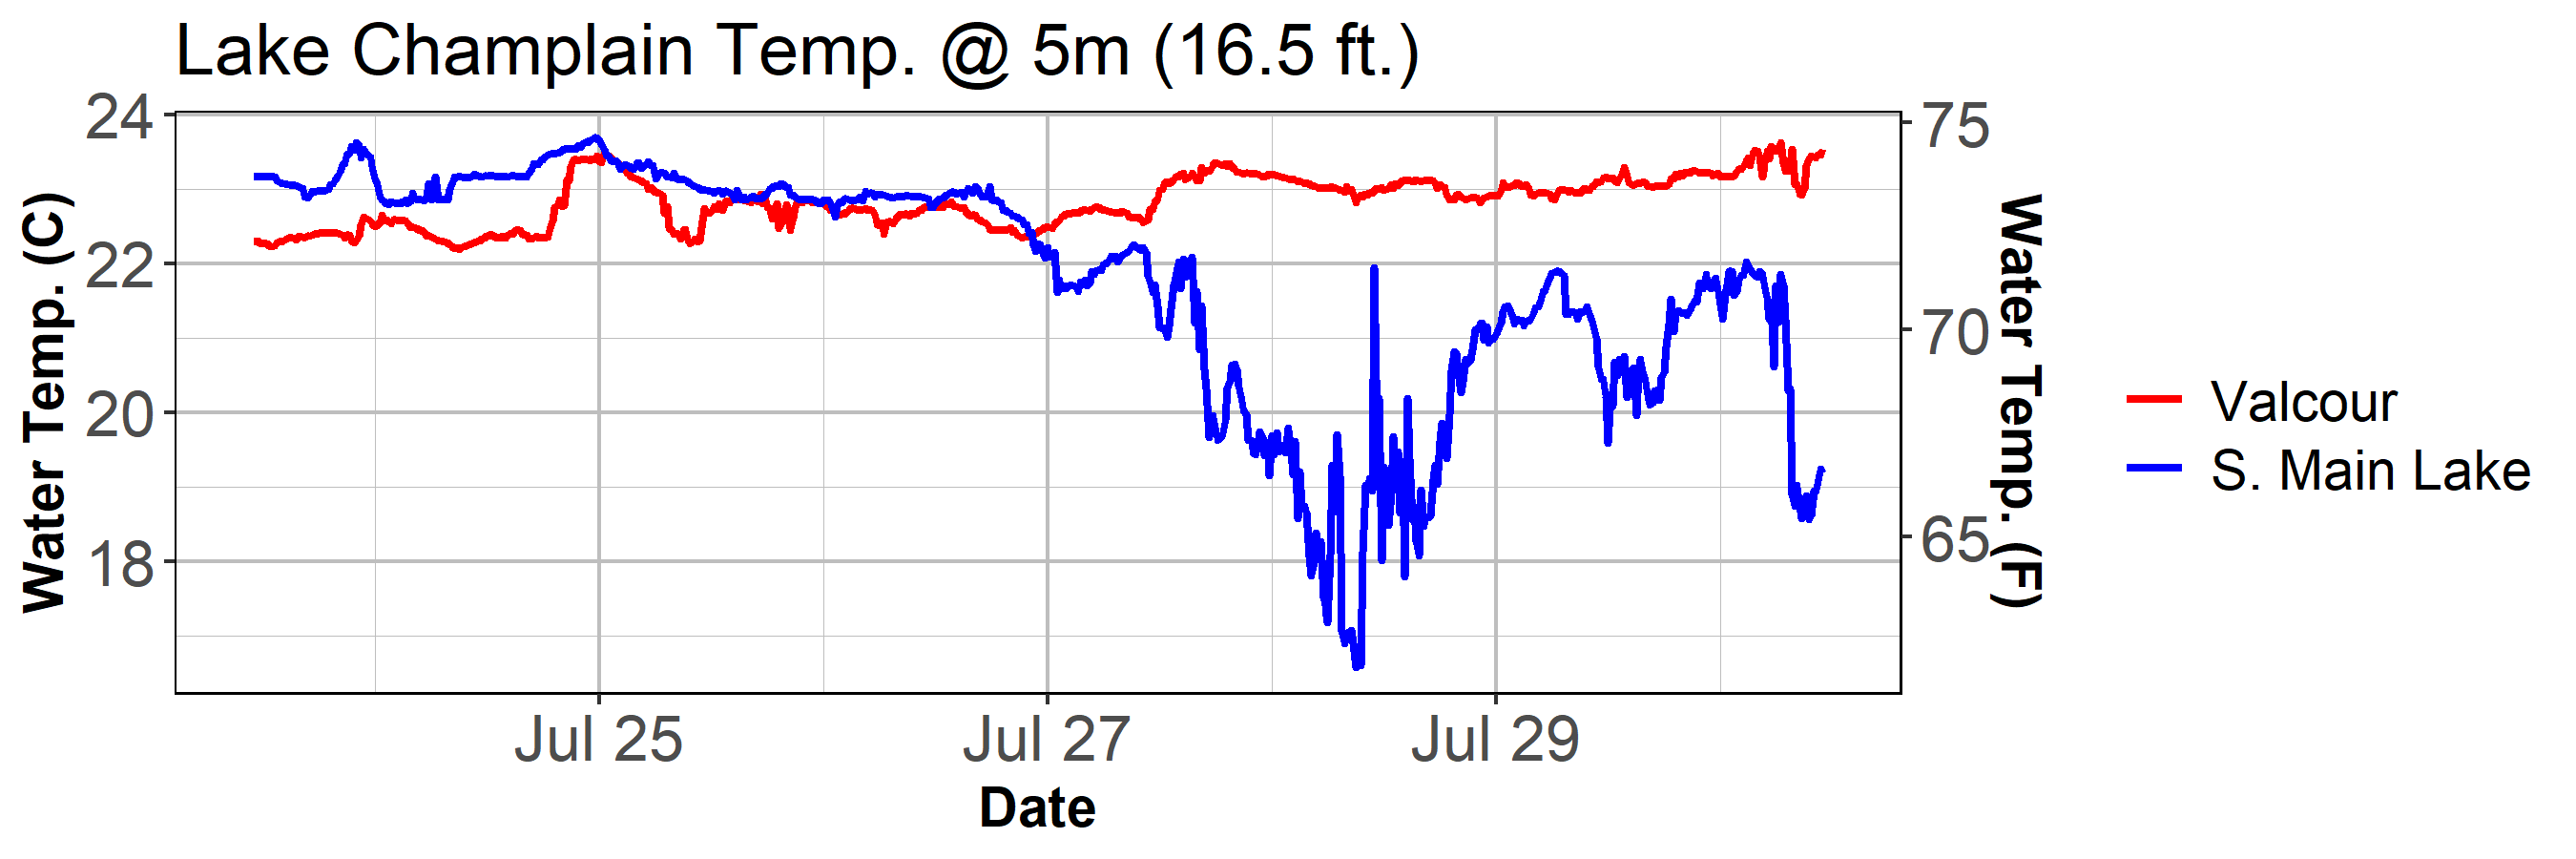 Lake Champlain Temp. @ 5m (16.5 ft.)
Water Temp. (C)
24
22
20
18
75
70
65
Water Temp. (F)
Jul 25
Jul 27
Jul 29
Date
Valcour
S. Main Lake